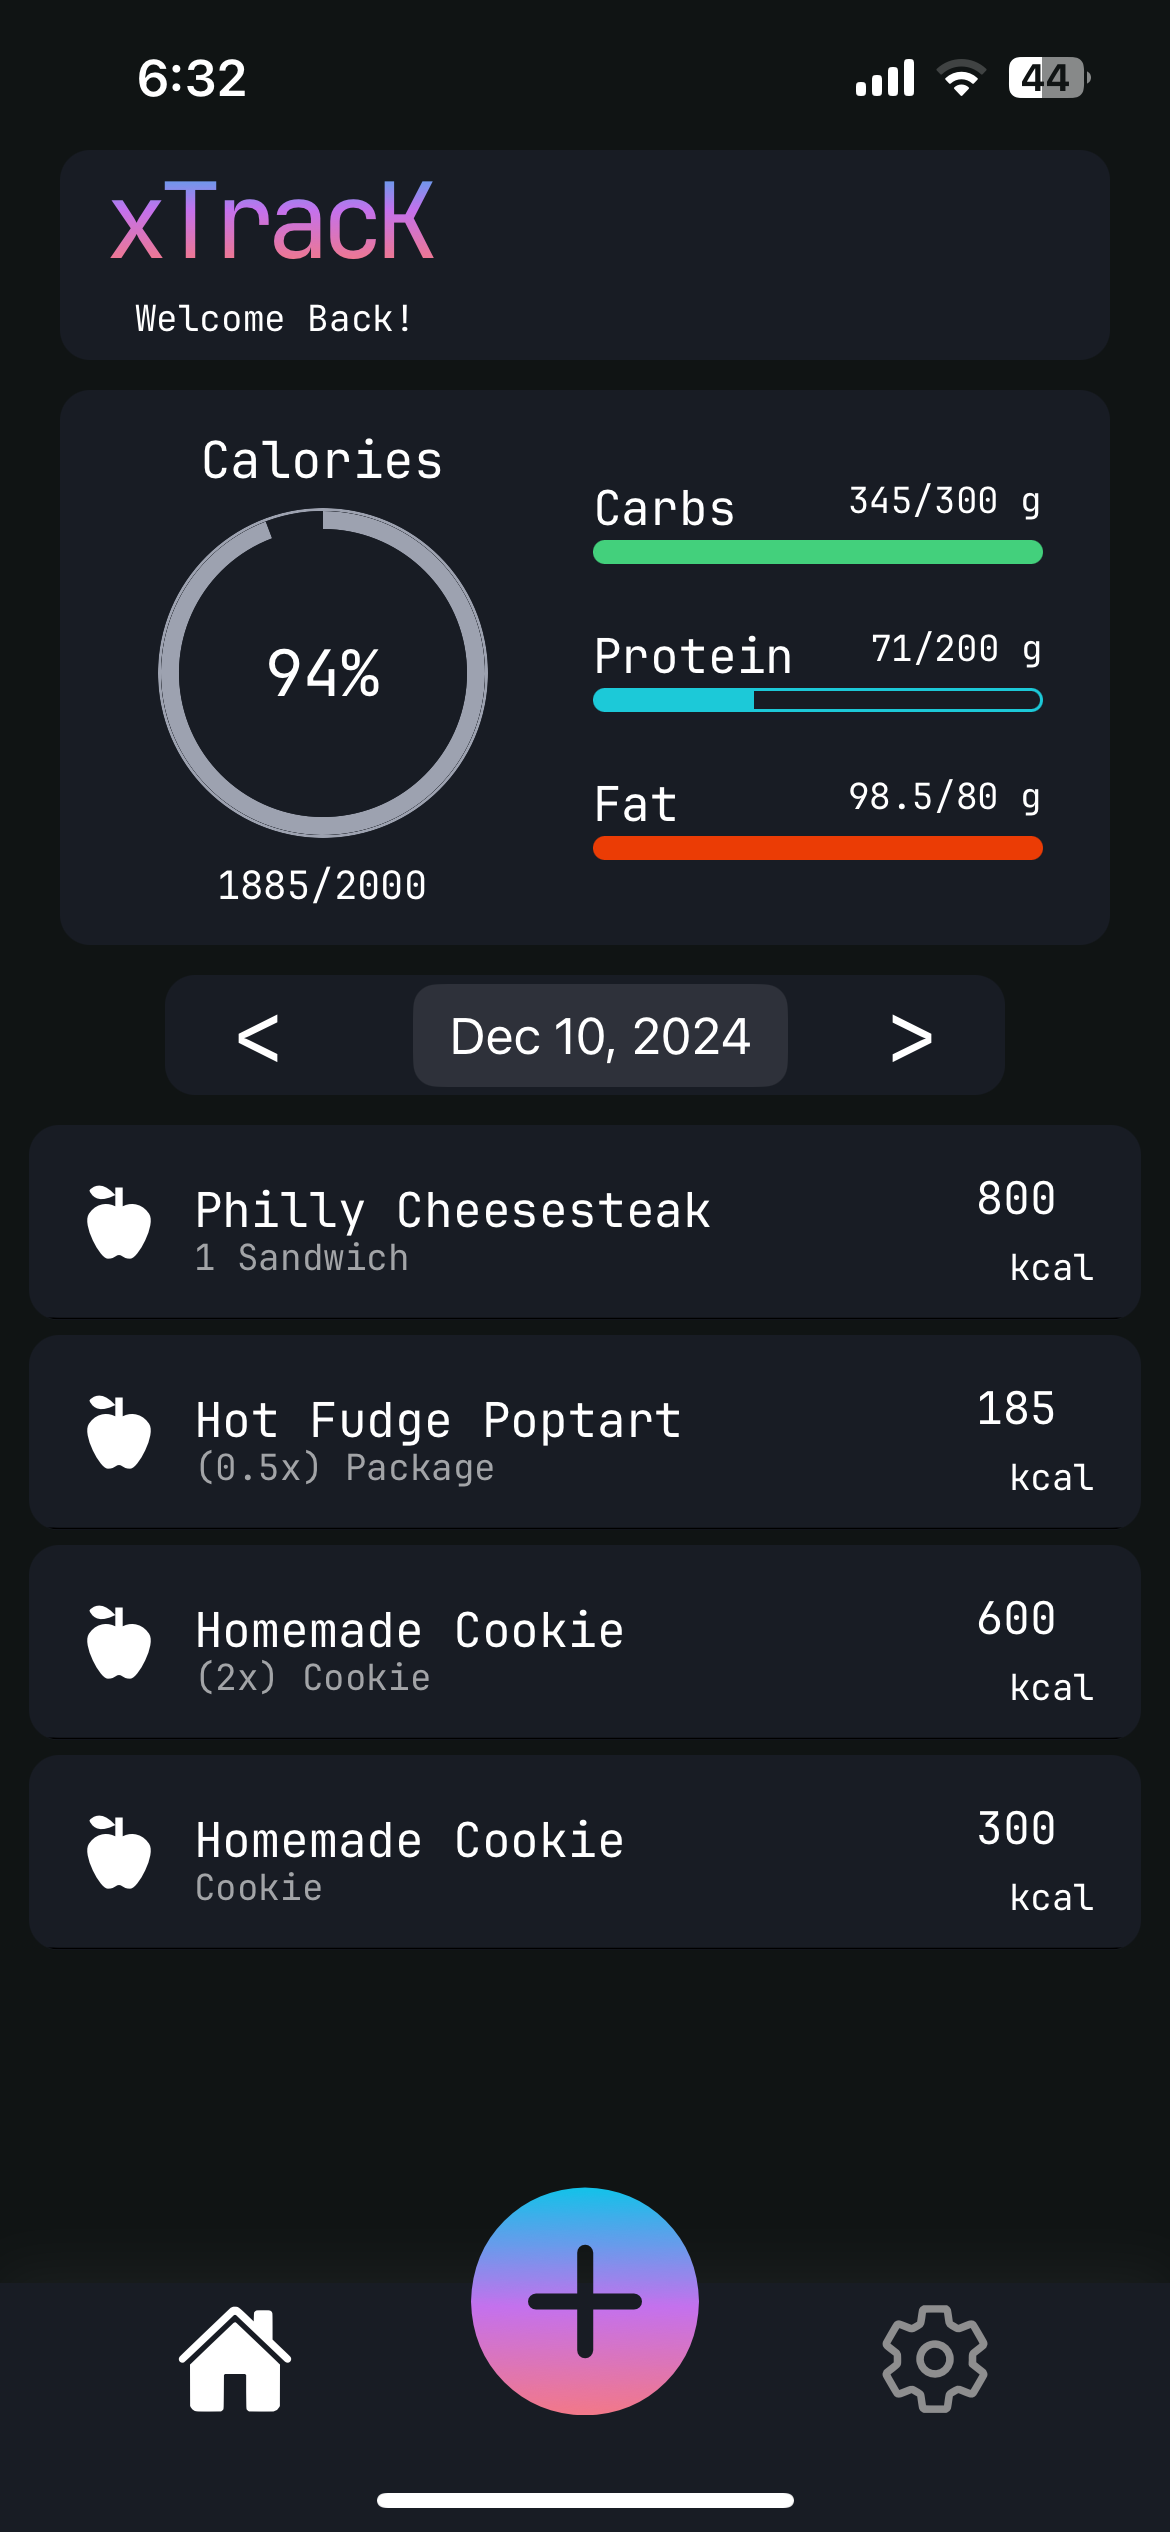 6:32
44
xTracK
Welcome Back!
Calories
94%
1885/2000
Carbs 345/300 g
Protein 71/200 g
Fat 98.5/80 g
< Dec 10, 2024 >
Philly Cheesesteak 800
1 Sandwich kcal
Hot Fudge Poptart 185
(0.5x) Package kcal
Homemade Cookie 600
(2x) Cookie kcal
Homemade Cookie 300
Cookie kcal